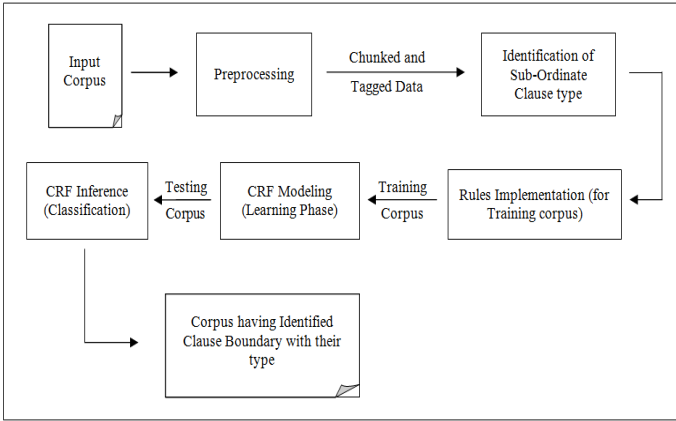 Input
Corpus
Preprocessing
Chunked and
Tagged Data
Identification of
Sub-Ordinate
Clause type
CRF Inference
(Classification)
Testing
Corpus
CRF Modeling
(Learning Phase)
Training
Corpus
Rules Implementation (for
Training corpus)
Corpus having Identified
Clause Boundary with their
type